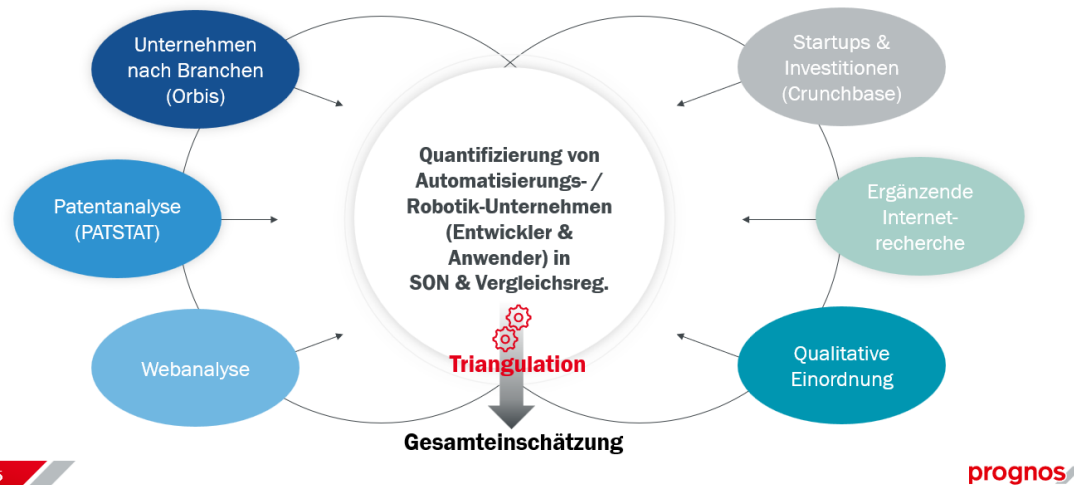 Unternehmen
nach Branchen
(Orbis)
Patentanalyse
(PATSTAT)
Webanalyse
Quantifizierung von
Automatisierungs- /
Robotik-Unternehmen
(Entwickler &
Anwender) in
SON & Vergleichsreg.
Triangulation
Gesamteinschätzung
Startups &
Investitionen
(Crunchbase)
Ergänzende
Internet-
recherche
Qualitative
Einordnung
prognos